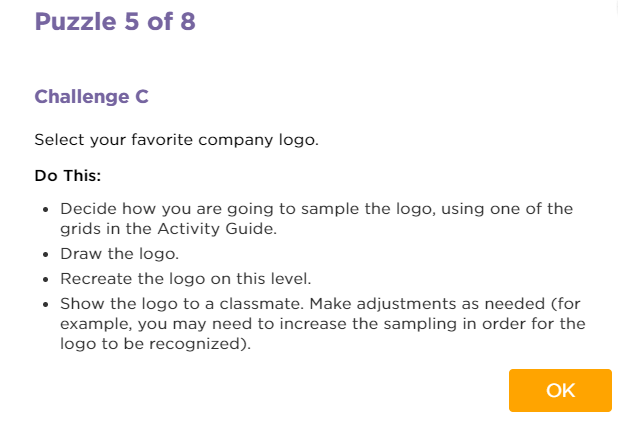 Puzzle 5 of 8
Challenge C
Select your favorite company logo.
Do This:
• Decide how you are going to sample the logo, using one of the
grids in the Activity Guide.
• Draw the logo.
• Recreate the logo on this level.
• Show the logo to a classmate. Make adjustments as needed (for
example, you may need to increase the sampling in order for the
logo to be recognized).
OK